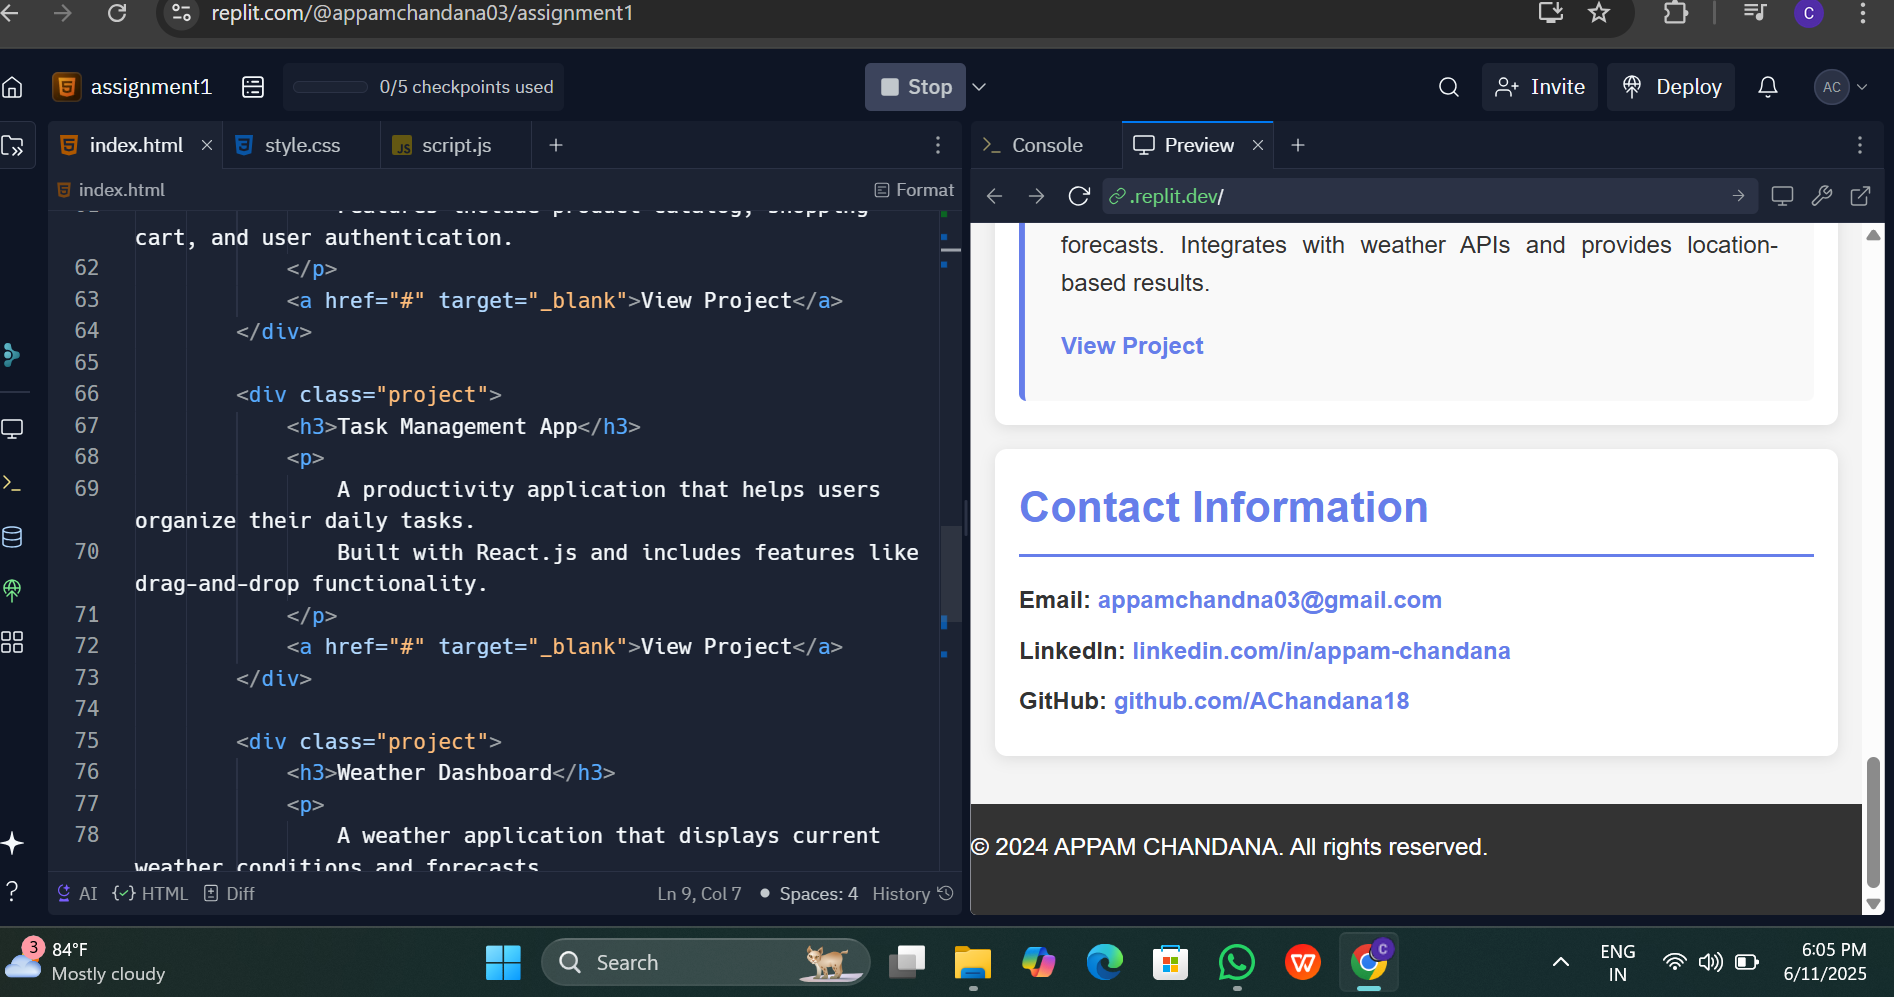 replit.com/@appamchandana03/assignment1
C
assignment1
0/5 checkpoints used
Stop
Invite
Deploy
AC
index.html
style.css
JS script.js
Console
Preview
index.html
Format
.replit.dev/
Features include product catalog, shopping
cart, and user authentication.
62 </p>
63 <a href="#" target="_blank">View Project</a>
64 </div>
65
66 <div class="project">
67 <h3>Task Management App</h3>
68 <p>
69 A productivity application that helps users
organize their daily tasks.
70 Built with React.js and includes features like
drag-and-drop functionality.
71 </p>
72 <a href="#" target="_blank">View Project</a>
73 </div>
74
75 <div class="project">
76 <h3>Weather Dashboard</h3>
77 <p>
78 A weather application that displays current
weather conditions and forecasts
AI HTML Diff
Ln 9, Col 7 Spaces: 4 History
forecasts. Integrates with weather APIs and provides location-
based results.
View Project
Contact Information
Email: appamchandna03@gmail.com
LinkedIn: linkedin.com/in/appam-chandana
GitHub: github.com/AChandana18
© 2024 APPAM CHANDANA. All rights reserved.
3
84°F
Mostly cloudy
Search
C
ENG
IN
6:05 PM
6/11/2025